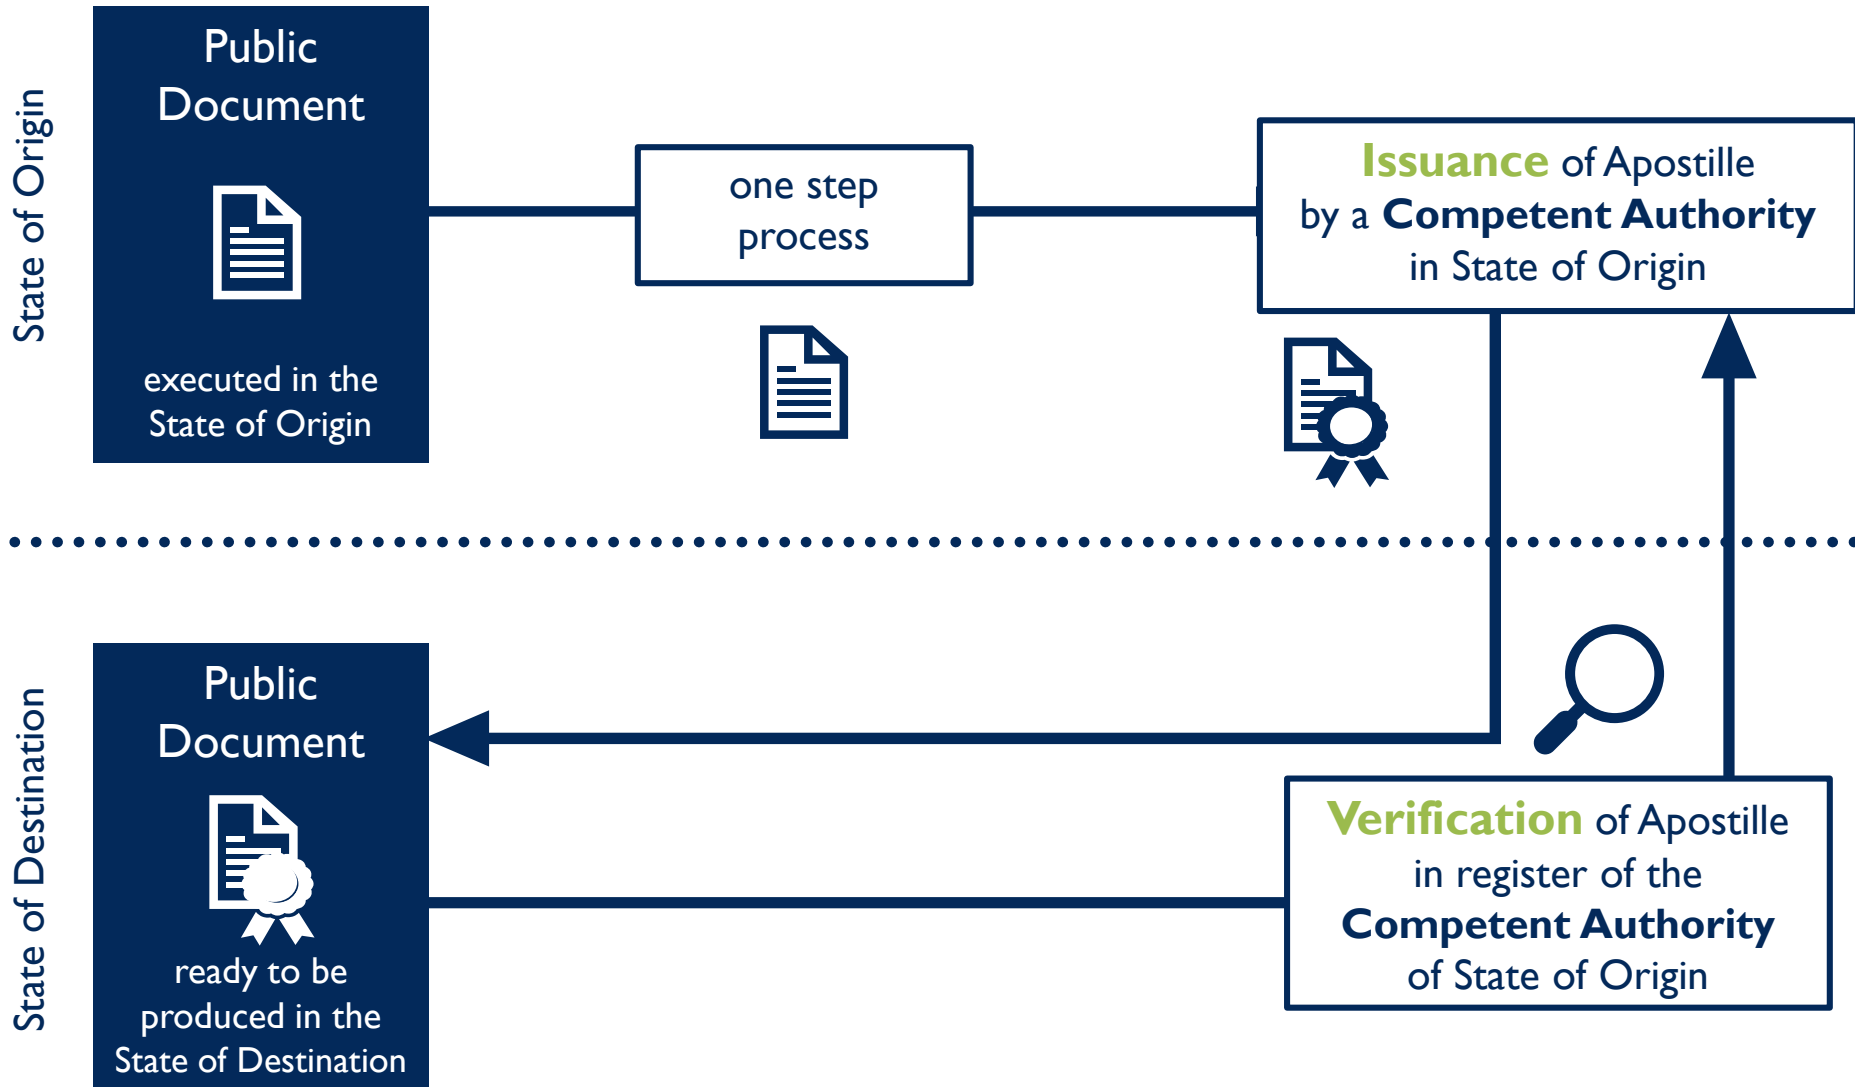 State of Origin
Public
Document
executed in the
State of Origin
one step
process
Issuance of Apostille
by a Competent Authority
in State of Origin
State of Destination
Public
Document
ready to be
produced in the
State of Destination
Verification of Apostille
in register of the
Competent Authority
of State of Origin